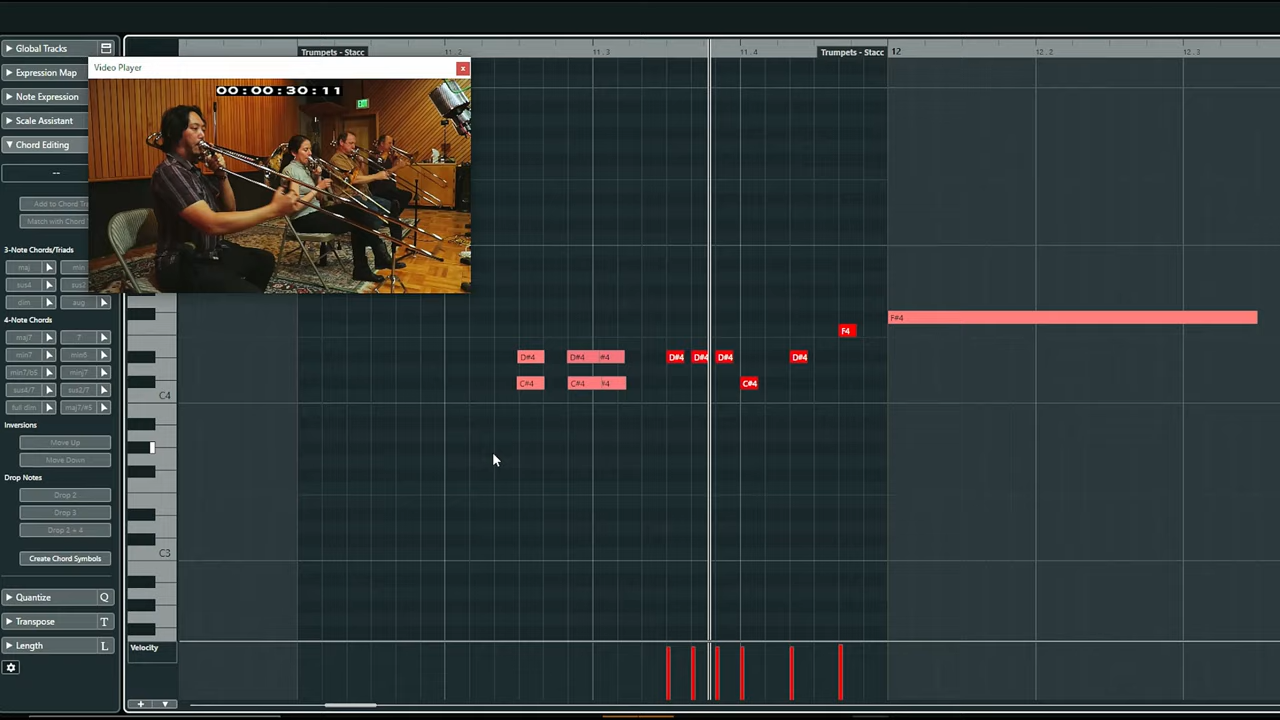 Global Tracks
Trumpets - Stacc 11.2 11.3 11.4 Trumpets - Stacc 12 12.2 12.3
Video Player x
Expression Map
00:00:30:11
Note Expression
Scale Assistant
Chord Editing
--
Add to Chord Tra
Match with Chord
3-Note Chords/Triads
maj min
sus4 sus2
dim aug
4-Note Chords
maj7 7
min7 min6
min7/b5 minj7
sus4/7 sus2/7
full dim maj7/#5
Inversions
Move Up
Move Down
Drop Notes
Drop 2
Drop 3
Drop 2 + 4
Create Chord Symbols
Quantize Q
Transpose T
Length L
F#4
F4
D#4 D#4 #4 D#4 D#4 D#4 D#4
C#4 C#4 #4 C#4
C4
C3
Velocity
+